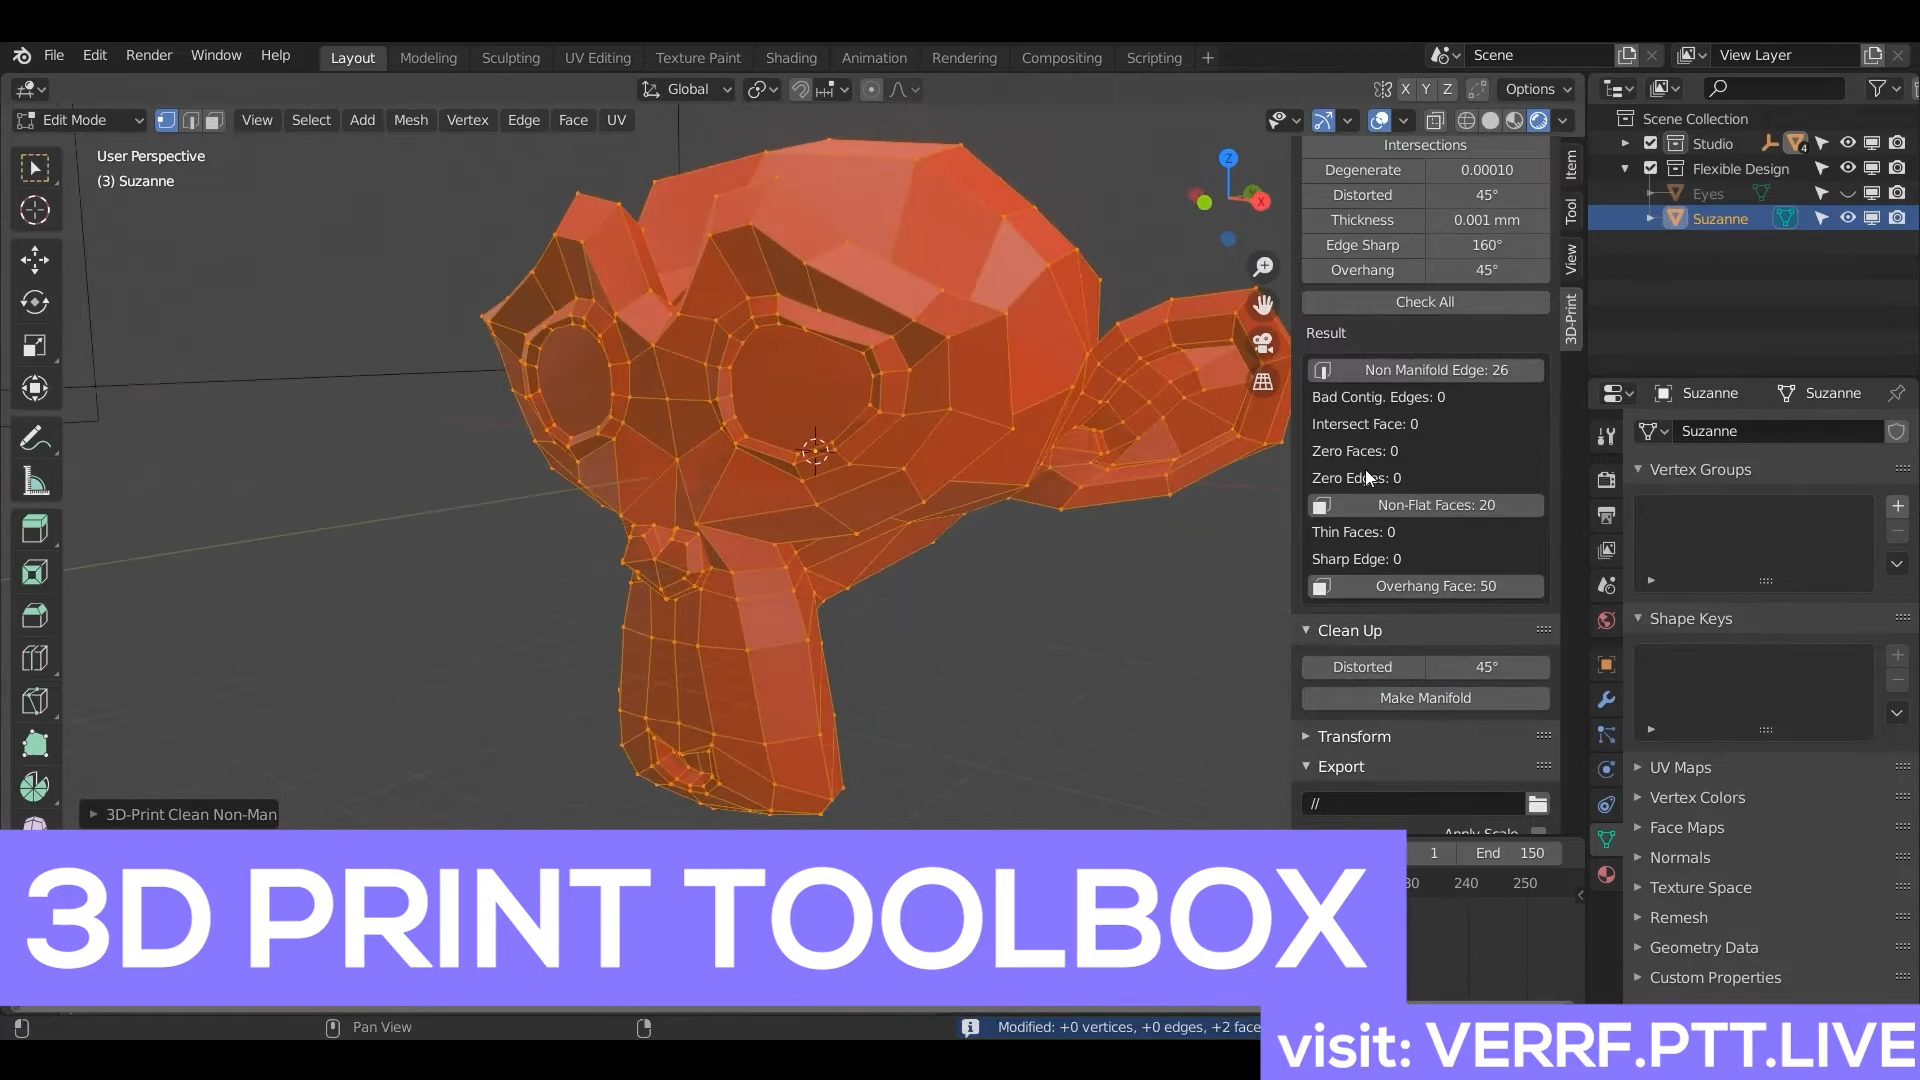 File Edit Render Window Help Layout Modeling Sculpting UV Editing Texture Paint Shading Animation Rendering Compositing Scripting + Scene View Layer
Global X Y Z Options
Edit Mode View Select Add Mesh Vertex Edge Face UV
User Perspective
(3) Suzanne
Z
X
Intersections
Degenerate 0.00010
Distorted 45°
Thickness 0.001 mm
Edge Sharp 160°
Overhang 45°
Check All
Result
Non Manifold Edge: 26
Bad Contig. Edges: 0
Intersect Face: 0
Zero Faces: 0
Zero Edges: 0
Non-Flat Faces: 20
Thin Faces: 0
Sharp Edge: 0
Overhang Face: 50
Clean Up
Distorted 45°
Make Manifold
Transform
Export
//
Apply Scale
Item
Tool
View
3D-Print
Scene Collection
Studio 4
Flexible Design
Eyes
Suzanne
Suzanne Suzanne
Suzanne
Vertex Groups
Shape Keys
UV Maps
Vertex Colors
Face Maps
Normals
Texture Space
Remesh
Geometry Data
Custom Properties
3D-Print Clean Non-Man
1 End 150
240 250
3D PRINT TOOLBOX
Pan View
Modified: +0 vertices, +0 edges, +2 face
visit: VERRF.PTT.LIVE